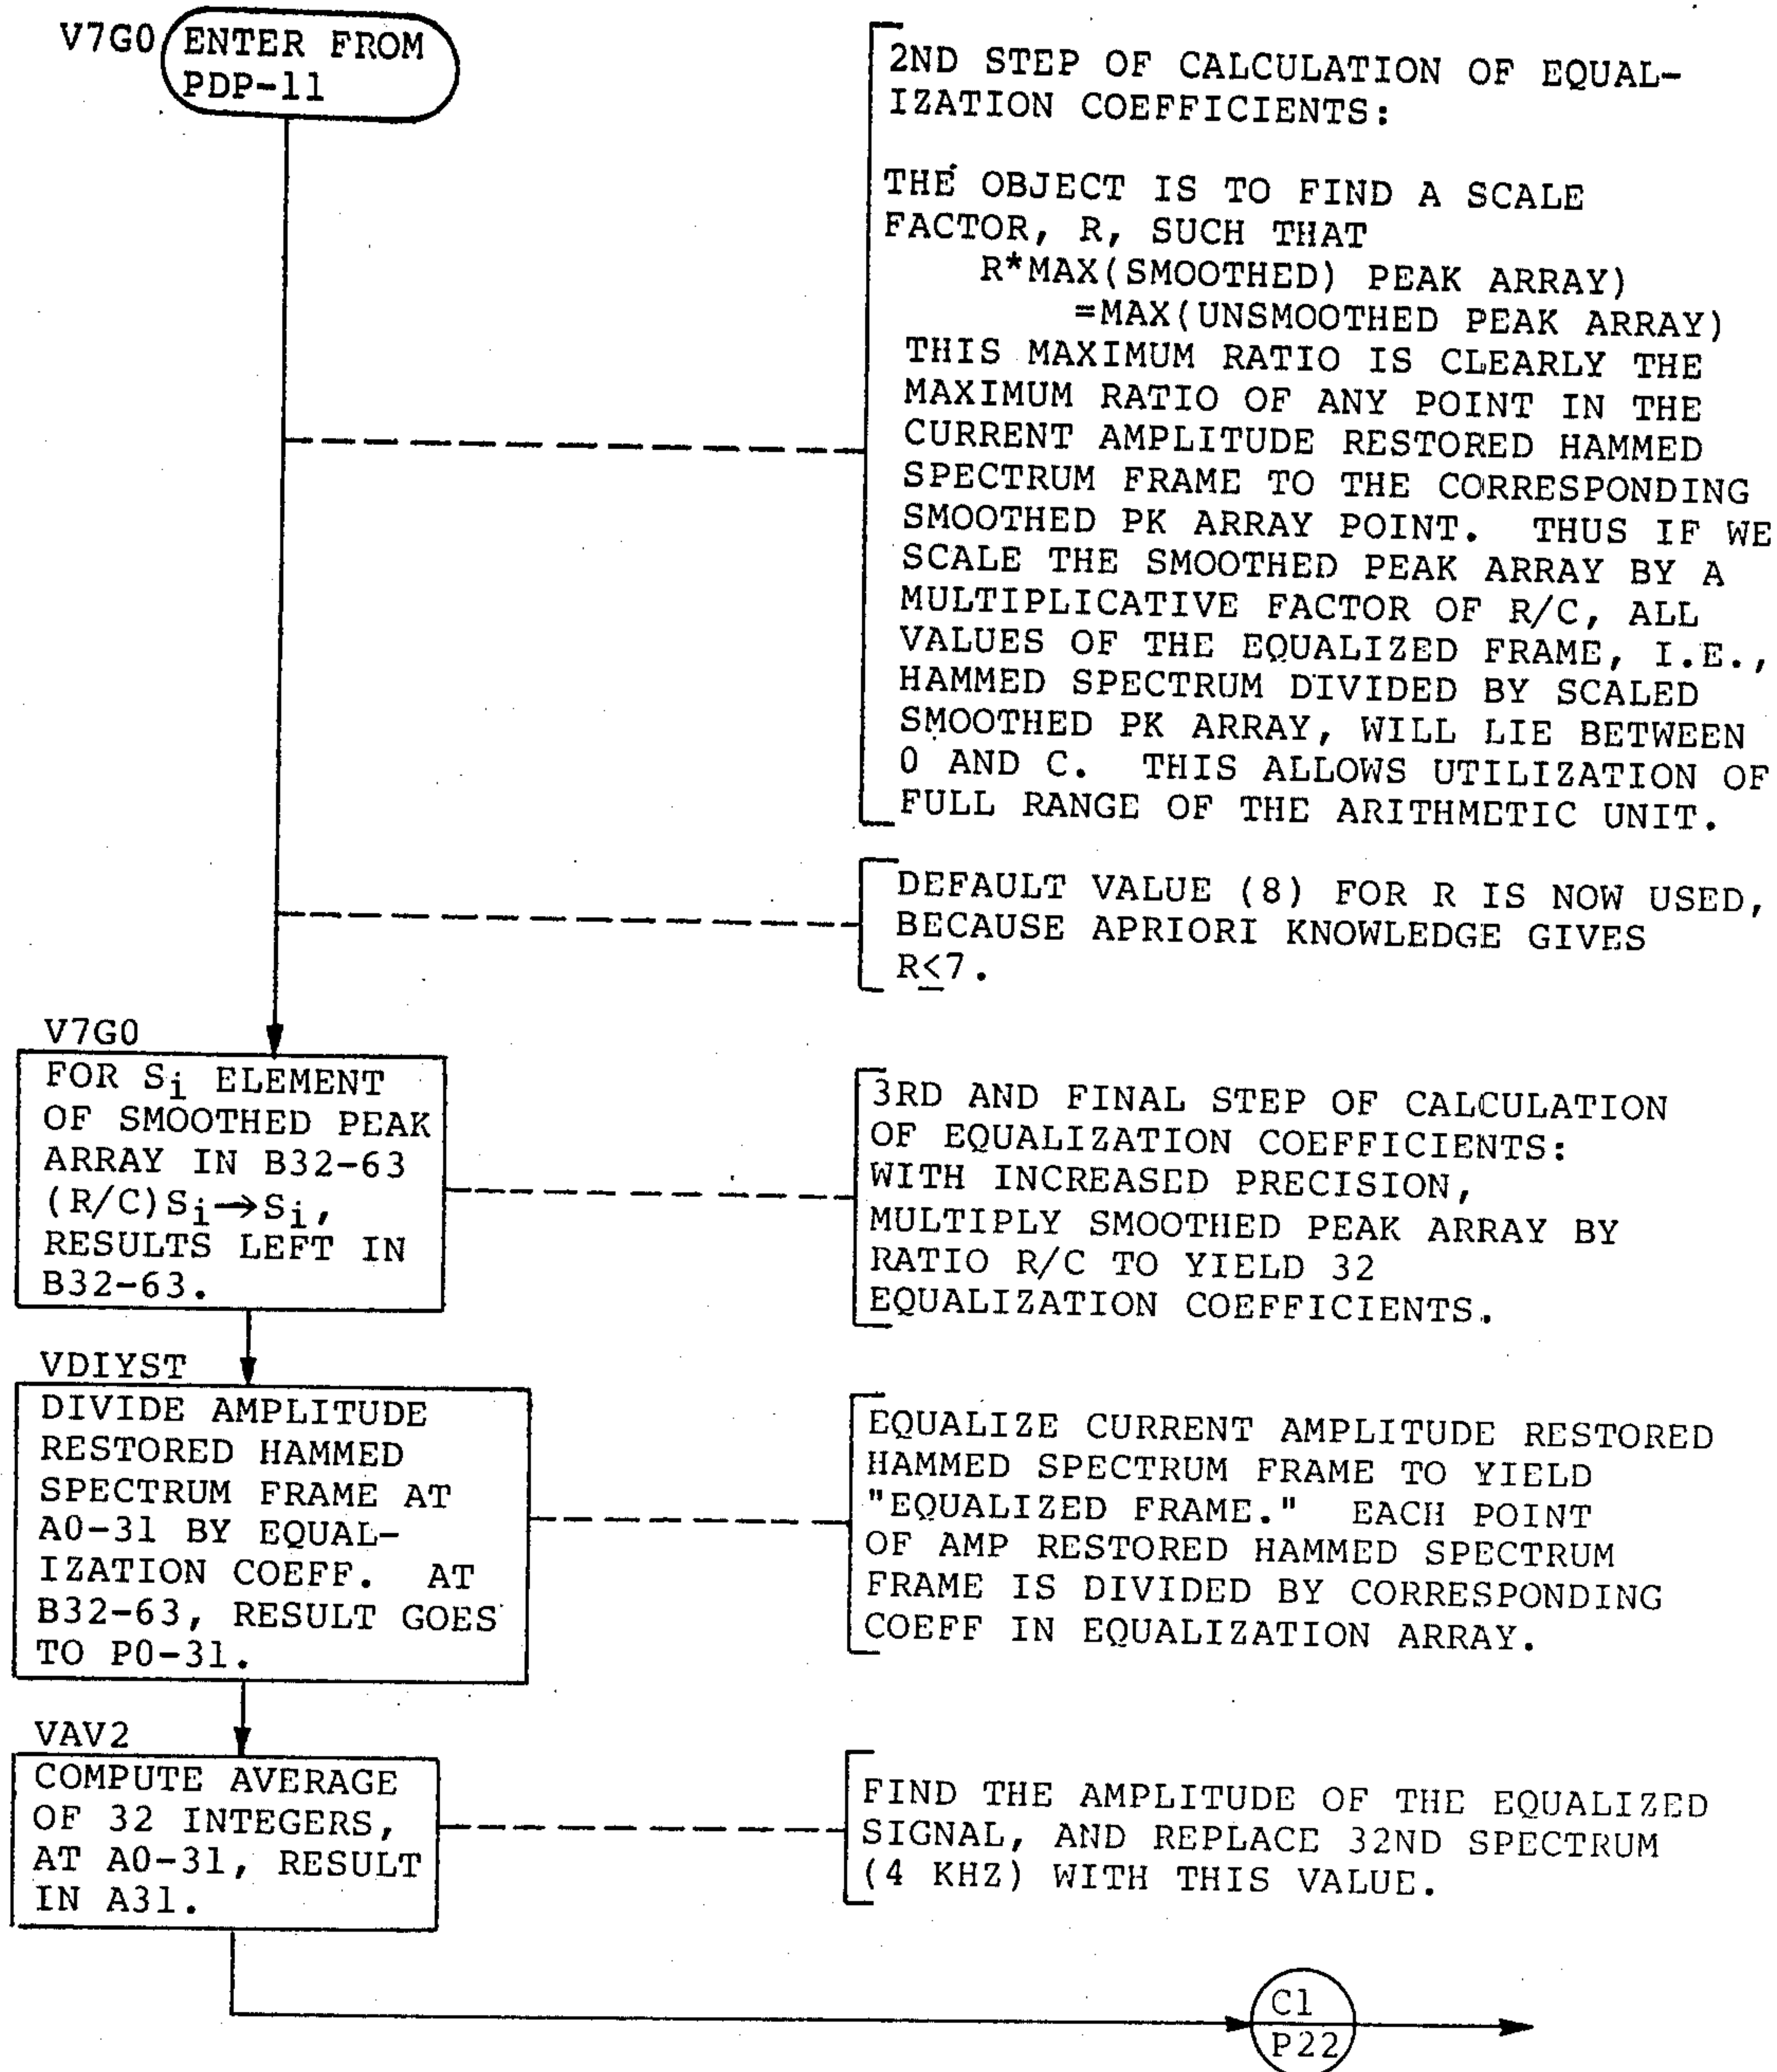 V7G0 ENTER FROM
PDP-11
2ND STEP OF CALCULATION OF EQUAL-
IZATION COEFFICIENTS:
THE OBJECT IS TO FIND A SCALE
FACTOR, R, SUCH THAT
R*MAX(SMOOTHED) PEAK ARRAY)
=MAX(UNSMOOTHED PEAK ARRAY)
THIS MAXIMUM RATIO IS CLEARLY THE
MAXIMUM RATIO OF ANY POINT IN THE
CURRENT AMPLITUDE RESTORED HAMMED
SPECTRUM FRAME TO THE CORRESPONDING
SMOOTHED PK ARRAY POINT. THUS IF WE
SCALE THE SMOOTHED PEAK ARRAY BY A
MULTIPLICATIVE FACTOR OF R/C, ALL
VALUES OF THE EQUALIZED FRAME, I.E.,
HAMMED SPECTRUM DIVIDED BY SCALED
SMOOTHED PK ARRAY, WILL LIE BETWEEN
0 AND C. THIS ALLOWS UTILIZATION OF
FULL RANGE OF THE ARITHMETIC UNIT.
DEFAULT VALUE (8) FOR R IS NOW USED,
BECAUSE APRIORI KNOWLEDGE GIVES
R≤7.
V7G0
FOR Si ELEMENT
OF SMOOTHED PEAK
ARRAY IN B32-63
(R/C)Si→Si,
RESULTS LEFT IN
B32-63.
3RD AND FINAL STEP OF CALCULATION
OF EQUALIZATION COEFFICIENTS:
WITH INCREASED PRECISION,
MULTIPLY SMOOTHED PEAK ARRAY BY
RATIO R/C TO YIELD 32
EQUALIZATION COEFFICIENTS.
VDIYST
DIVIDE AMPLITUDE
RESTORED HAMMED
SPECTRUM FRAME AT
A0-31 BY EQUAL-
IZATION COEFF. AT
B32-63, RESULT GOES
TO P0-31.
EQUALIZE CURRENT AMPLITUDE RESTORED
HAMMED SPECTRUM FRAME TO YIELD
"EQUALIZED FRAME." EACH POINT
OF AMP RESTORED HAMMED SPECTRUM
FRAME IS DIVIDED BY CORRESPONDING
COEFF IN EQUALIZATION ARRAY.
VAV2
COMPUTE AVERAGE
OF 32 INTEGERS,
AT A0-31, RESULT
IN A31.
FIND THE AMPLITUDE OF THE EQUALIZED
SIGNAL, AND REPLACE 32ND SPECTRUM
(4 KHZ) WITH THIS VALUE.
C1
P22